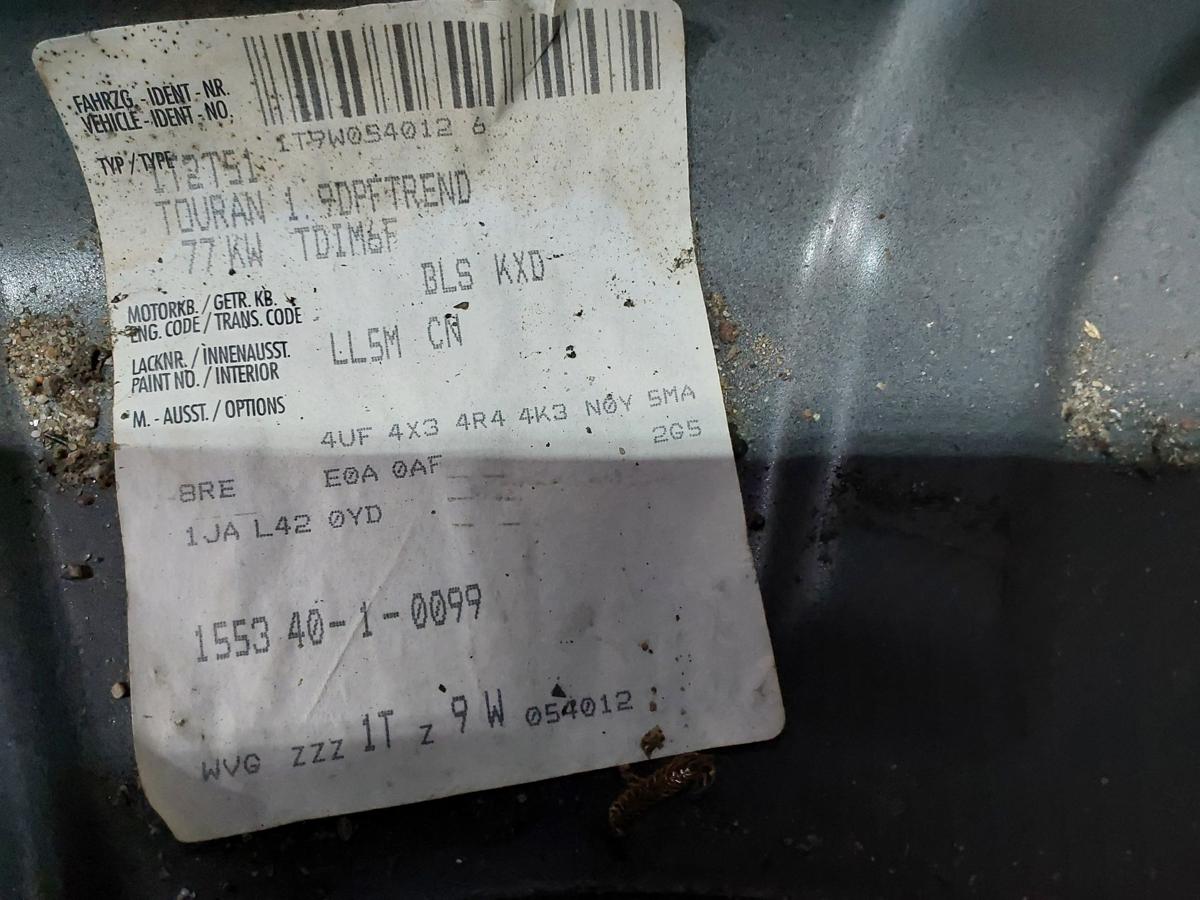 FAHRZG. - IDENT - NR.
VEHICLE - IDENT - NO.
1T9W054012 6
TYP / TYPE
1T2T51
TOURAN 1.9DPFTREND
77 KW TDIM6F
BLS KXD
MOTORKB. / GETR. KB.
ENG. CODE / TRANS. CODE
LL5M CN
LACKNR. / INNENAUSST.
PAINT NO. / INTERIOR
M. - AUSST. / OPTIONS
4UF 4X3 4R4 4K3 N0Y 5MA
2G5
8RE E0A 0AF
1JA L42 0YD
1553 40-1-0099
WVG ZZZ 1T Z 9 W 054012